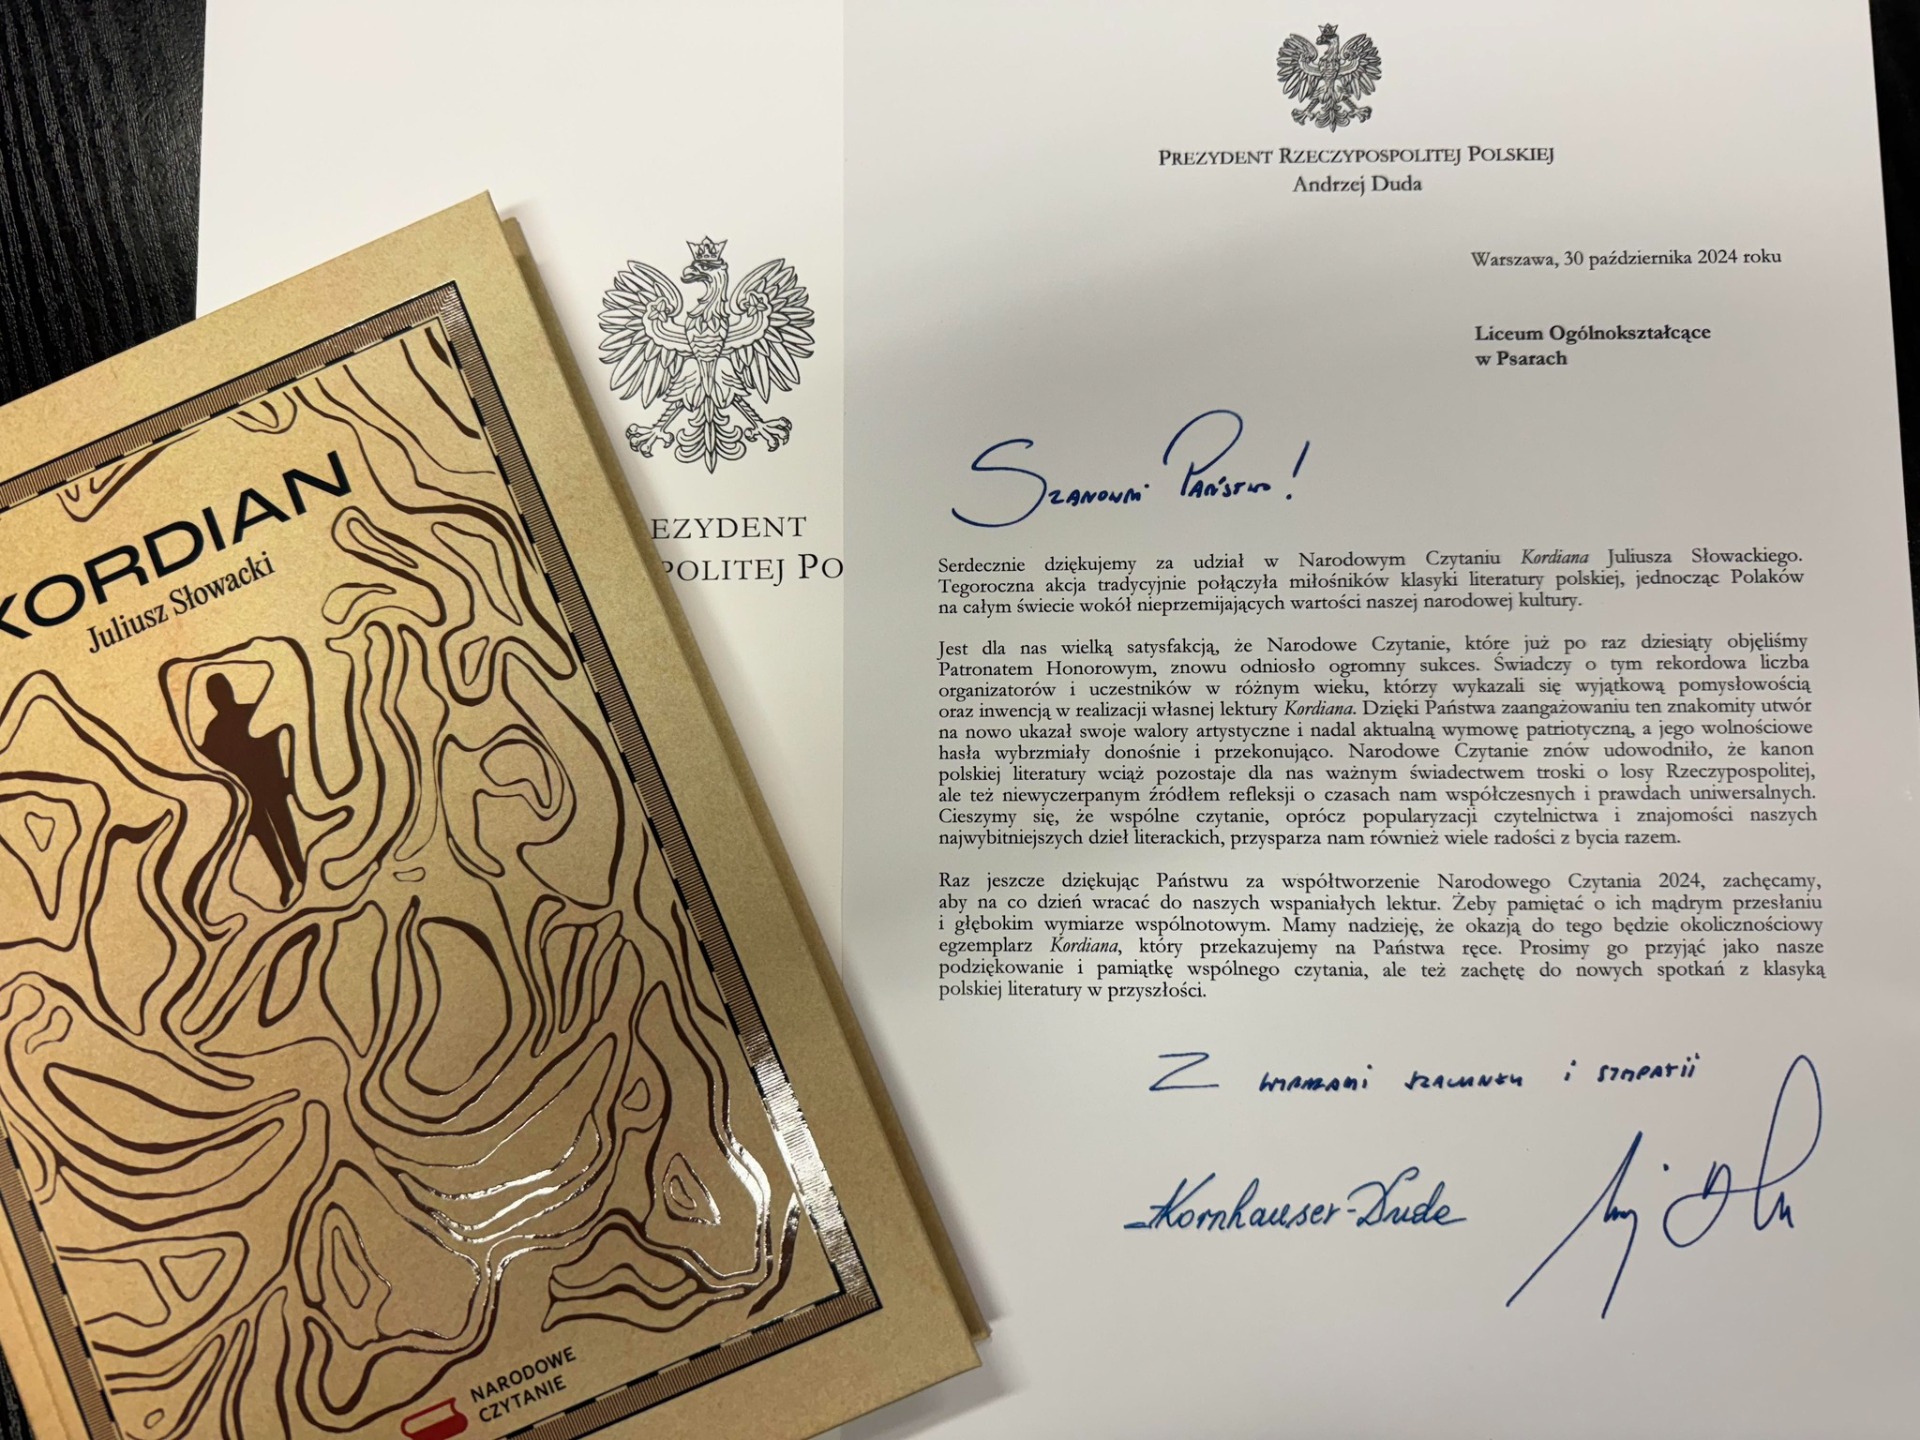 KORDIAN
Juliusz Słowacki
NARODOWE
CZYTANIE
EZYDENT
POLITEJ PO
PREZYDENT RZECZYPOSPOLITEJ POLSKIEJ
Andrzej Duda
Warszawa, 30 października 2024 roku
Liceum Ogólnokształcące
w Psarach
Szanowni Państwo!
Serdecznie dziękujemy za udział w Narodowym Czytaniu Kordiana Juliusza Słowackiego.
Tegoroczna akcja tradycyjnie połączyła miłośników klasyki literatury polskiej, jednocząc Polaków
na całym świecie wokół nieprzemijających wartości naszej narodowej kultury.
Jest dla nas wielką satysfakcją, że Narodowe Czytanie, które już po raz dziesiąty objęliśmy
Patronatem Honorowym, znowu odniosło ogromny sukces. Świadczy o tym rekordowa liczba
organizatorów i uczestników w różnym wieku, którzy wykazali się wyjątkową pomysłowością
oraz inwencją w realizacji własnej lektury Kordiana. Dzięki Państwa zaangażowaniu ten znakomity utwór
na nowo ukazał swoje walory artystyczne i nadal aktualną wymowę patriotyczną, a jego wolnościowe
hasła wybrzmiały donośnie i przekonująco. Narodowe Czytanie znów udowodniło, że kanon
polskiej literatury wciąż pozostaje dla nas ważnym świadectwem troski o losy Rzeczypospolitej,
ale też niewyczerpanym źródłem refleksji o czasach nam współczesnych i prawdach uniwersalnych.
Cieszymy się, że wspólne czytanie, oprócz popularyzacji czytelnictwa i znajomości naszych
najwybitniejszych dzieł literackich, przysparza nam również wiele radości z bycia razem.
Raz jeszcze dziękując Państwu za współtworzenie Narodowego Czytania 2024, zachęcamy,
aby na co dzień wracać do naszych wspaniałych lektur. Żeby pamiętać o ich mądrym przesłaniu
i głębokim wymiarze wspólnotowym. Mamy nadzieję, że okazją do tego będzie okolicznościowy
egzemplarz Kordiana, który przekazujemy na Państwa ręce. Prosimy go przyjąć jako nasze
podziękowanie i pamiątkę wspólnego czytania, ale też zachętę do nowych spotkań z klasyką
polskiej literatury w przyszłości.
Z wyrazami szacunku i sympatii
Kornhauser-Duda